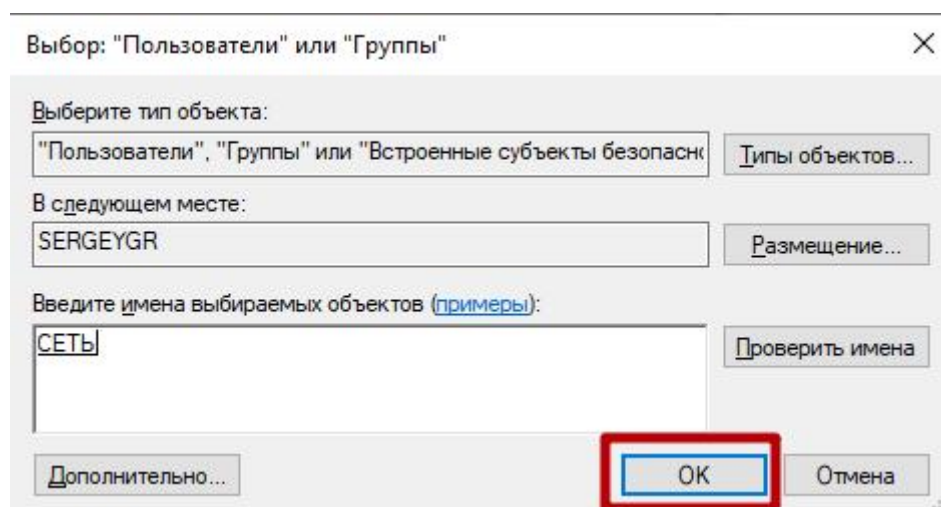 Выбор: "Пользователи" или "Группы"
Выберите тип объекта:
"Пользователи", "Группы" или "Встроенные субъекты безопасно
Типы объектов...
В следующем месте:
SERGEYGR
Размещение...
Введите имена выбираемых объектов (примеры):
СЕТЬ
Проверить имена
Дополнительно...
ОК
Отмена